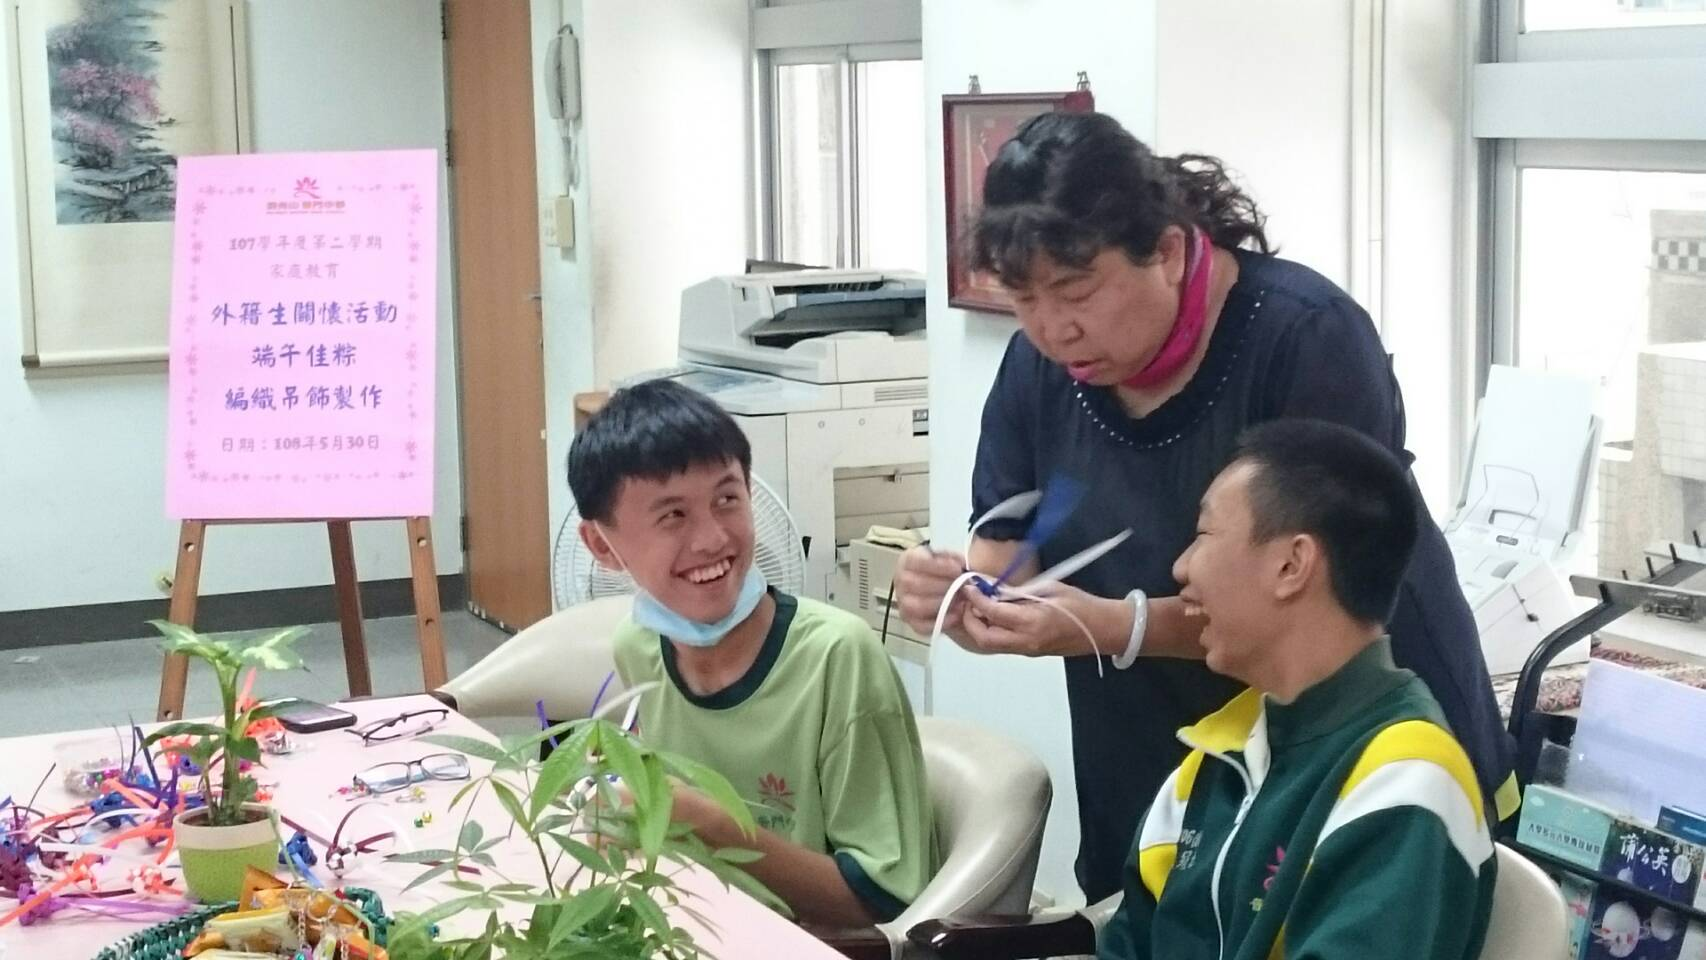 107學年度第二學期
家庭教育
外籍生關懷活動
端午佳粽
編織吊飾製作
日期：108年5月30日
蒲公英